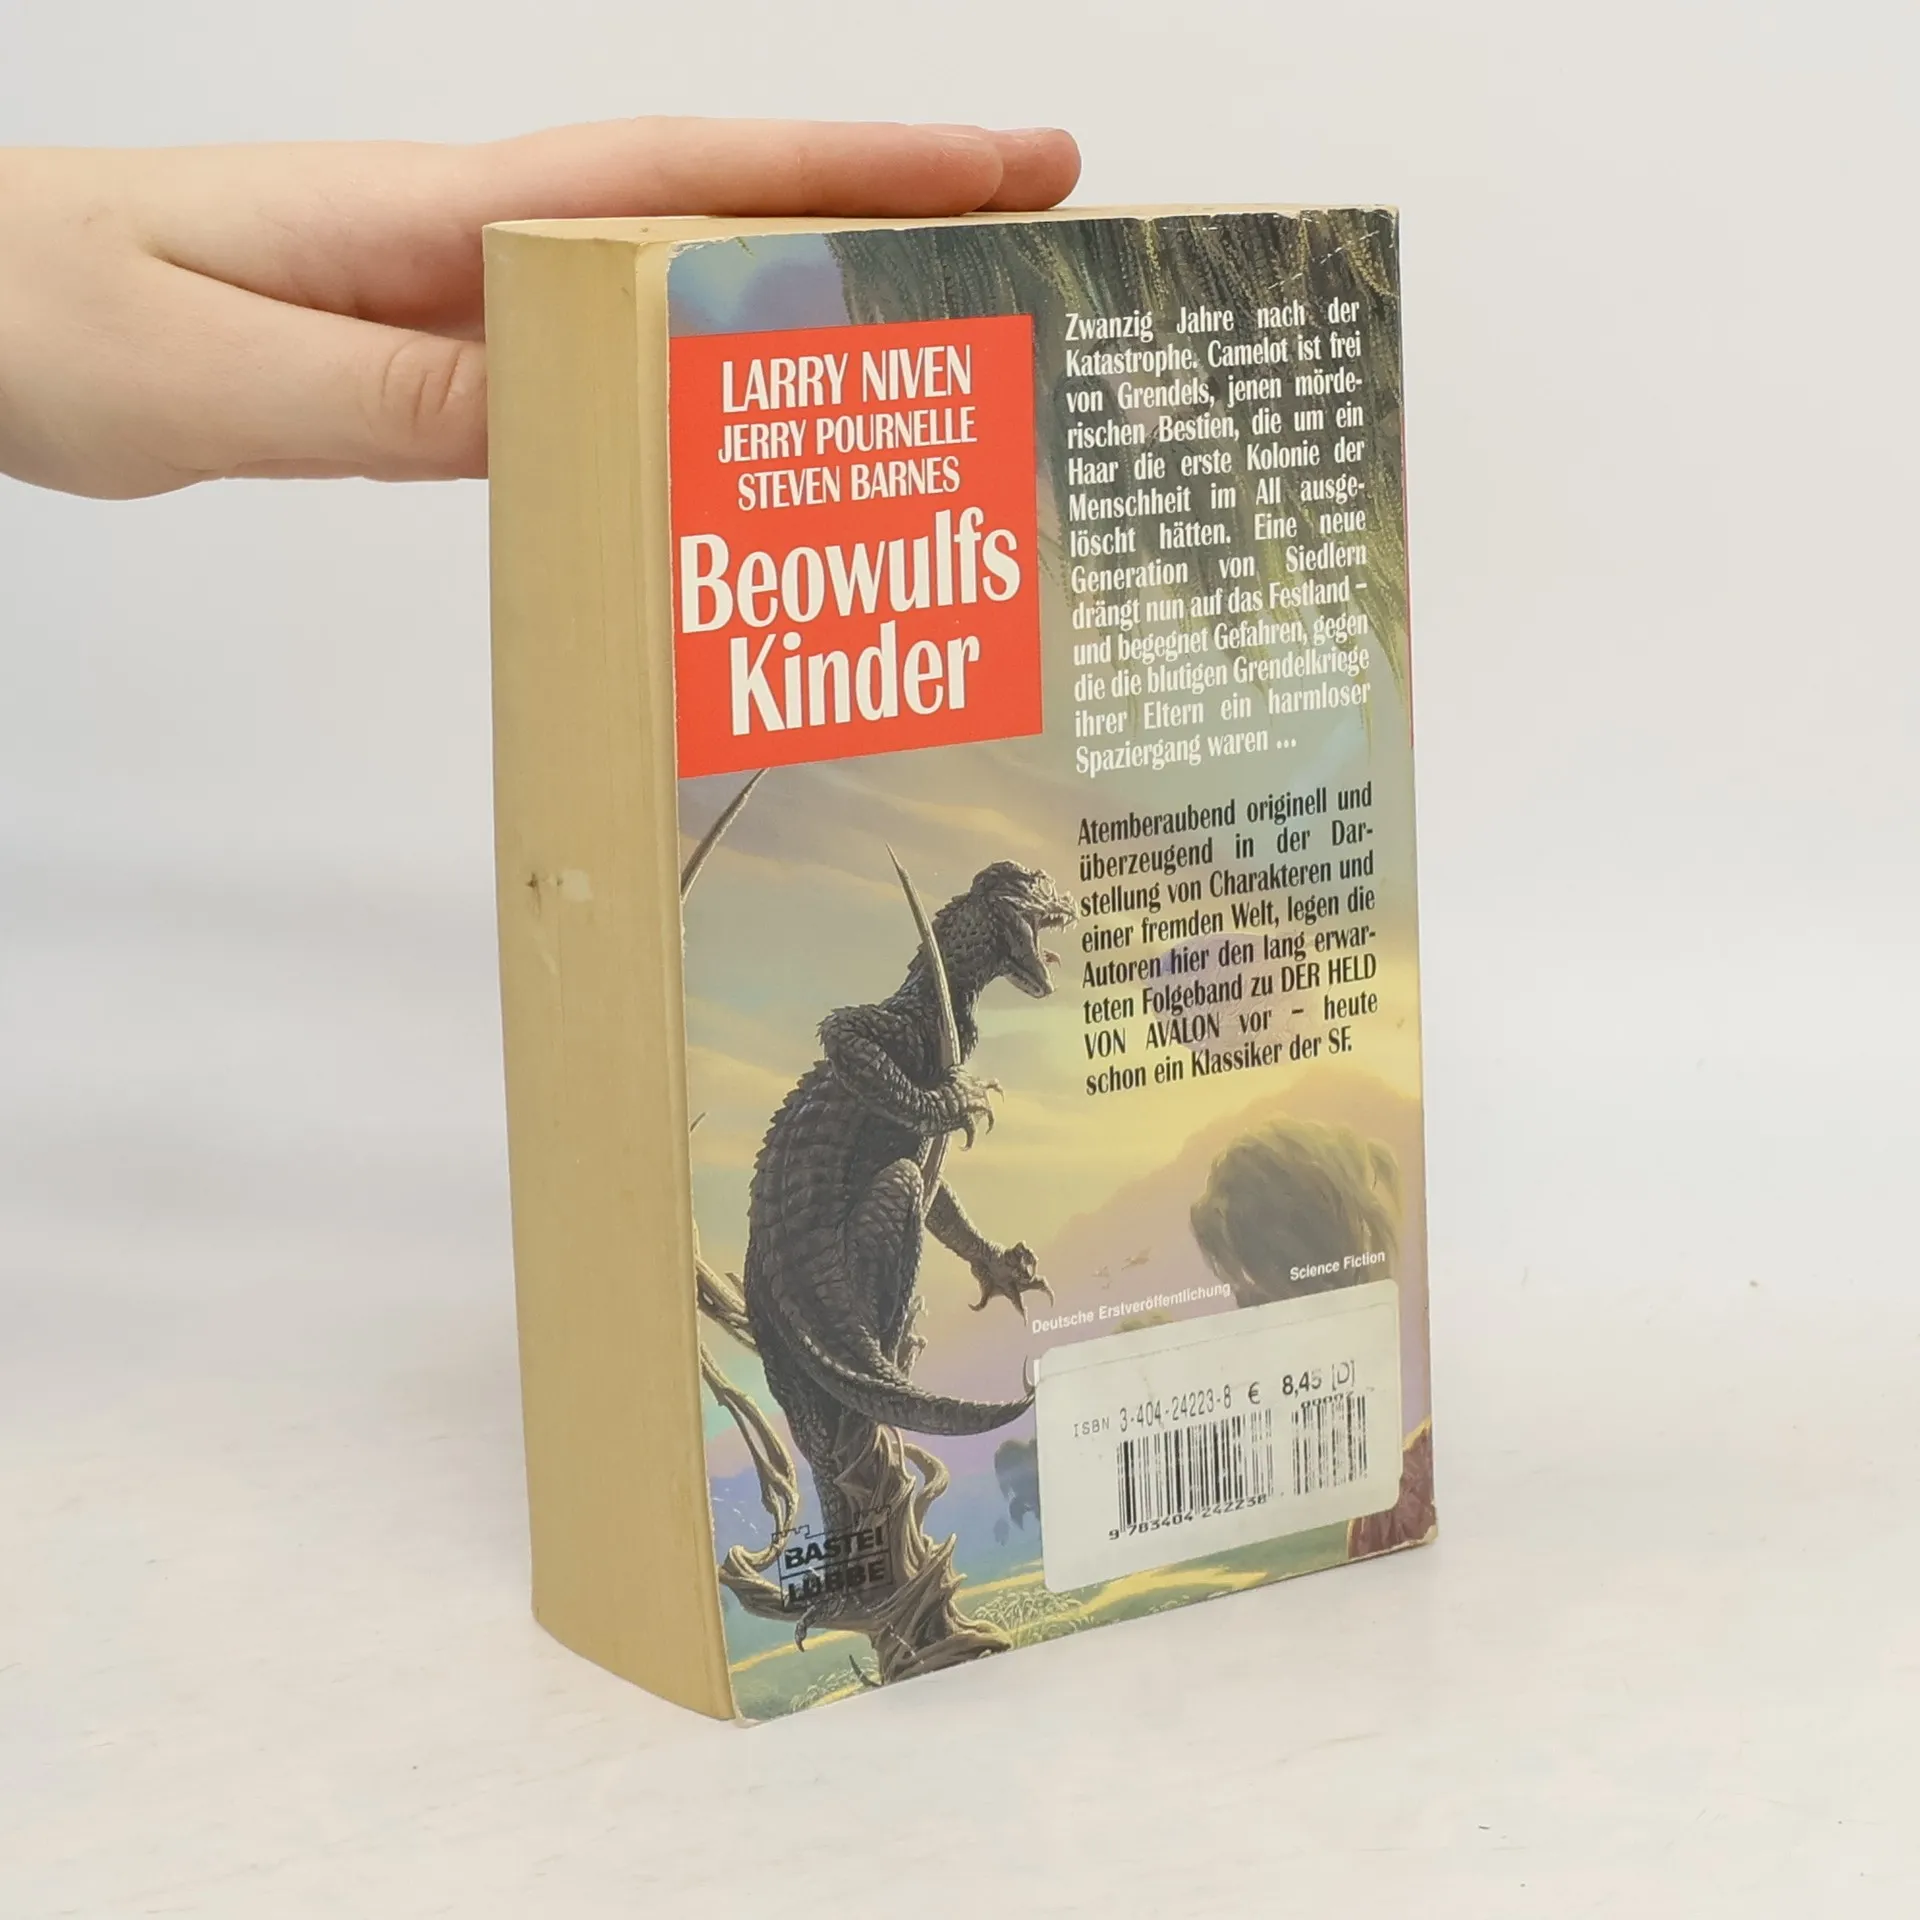 LARRY NIVEN
JERRY POURNELLE
STEVEN BARNES
Beowulfs
Kinder
Zwanzig Jahre nach der
Katastrophe. Camelot ist frei
von Grendels, jenen mörde-
rischen Bestien, die um ein
Haar die erste Kolonie der
Menschheit im All ausge-
löscht hätten. Eine neue
Generation von Siedlern
drängt nun auf das Festland –
und begegnet Gefahren, gegen
die die blutigen Grendelkriege
ihrer Eltern ein harmloser
Spaziergang waren ...
Atemberaubend originell und
überzeugend in der Dar-
stellung von Charakteren und
einer fremden Welt, legen die
Autoren hier den lang erwar-
teten Folgeband zu DER HELD
VON AVALON vor – heute
schon ein Klassiker der SF.
Deutsche Erstveröffentlichung
Science Fiction
ISBN 3-404-24223-8 € 8,45 [D]
00002
9 783404 242238
BASTEI
LÜBBE